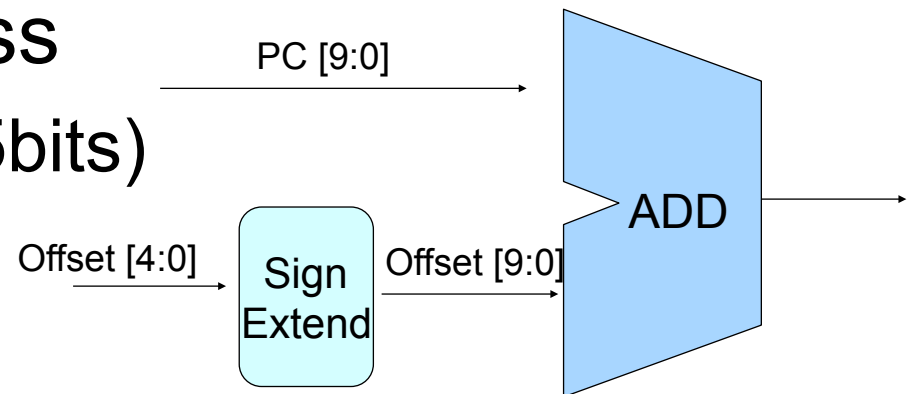 ss
PC [9:0]
5bits)
ADD
Offset [4:0]
Sign
Extend
Offset [9:0]